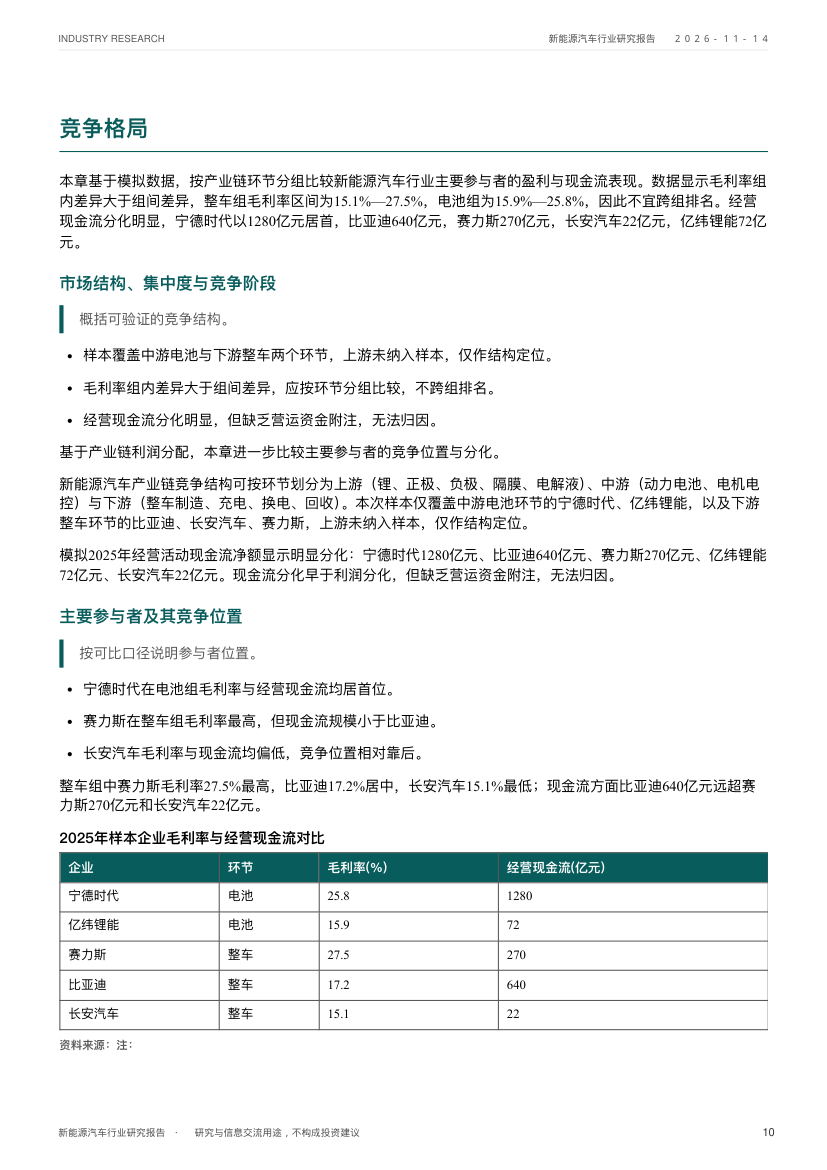 INDUSTRY RESEARCH 新能源汽车行业研究报告 2026-11-14
竞争格局
本章基于模拟数据，按产业链环节分组比较新能源汽车行业主要参与者的盈利与现金流表现。数据显示毛利率组
内差异大于组间差异，整车组毛利率区间为15.1%—27.5%，电池组为15.9%—25.8%，因此不宜跨组排名。经营
现金流分化明显，宁德时代以1280亿元居首，比亚迪640亿元，赛力斯270亿元，长安汽车22亿元，亿纬锂能72亿
元。
市场结构、集中度与竞争阶段
概括可验证的竞争结构。
• 样本覆盖中游电池与下游整车两个环节，上游未纳入样本，仅作结构定位。
• 毛利率组内差异大于组间差异，应按环节分组比较，不跨组排名。
• 经营现金流分化明显，但缺乏营运资金附注，无法归因。
基于产业链利润分配，本章进一步比较主要参与者的竞争位置与分化。
新能源汽车产业链竞争结构可按环节划分为上游（锂、正极、负极、隔膜、电解液）、中游（动力电池、电机电
控）与下游（整车制造、充电、换电、回收）。本次样本仅覆盖中游电池环节的宁德时代、亿纬锂能，以及下游
整车环节的比亚迪、长安汽车、赛力斯，上游未纳入样本，仅作结构定位。
模拟2025年经营活动现金流净额显示明显分化：宁德时代1280亿元、比亚迪640亿元、赛力斯270亿元、亿纬锂能
72亿元、长安汽车22亿元。现金流分化早于利润分化，但缺乏营运资金附注，无法归因。
主要参与者及其竞争位置
按可比口径说明参与者位置。
• 宁德时代在电池组毛利率与经营现金流均居首位。
• 赛力斯在整车组毛利率最高，但现金流规模小于比亚迪。
• 长安汽车毛利率与现金流均偏低，竞争位置相对靠后。
整车组中赛力斯毛利率27.5%最高，比亚迪17.2%居中，长安汽车15.1%最低；现金流方面比亚迪640亿元远超赛
力斯270亿元和长安汽车22亿元。
2025年样本企业毛利率与经营现金流对比
企业 环节 毛利率(%) 经营现金流(亿元)
宁德时代 电池 25.8 1280
亿纬锂能 电池 15.9 72
赛力斯 整车 27.5 270
比亚迪 整车 17.2 640
长安汽车 整车 15.1 22
资料来源：注：
新能源汽车行业研究报告 · 研究与信息交流用途，不构成投资建议 10